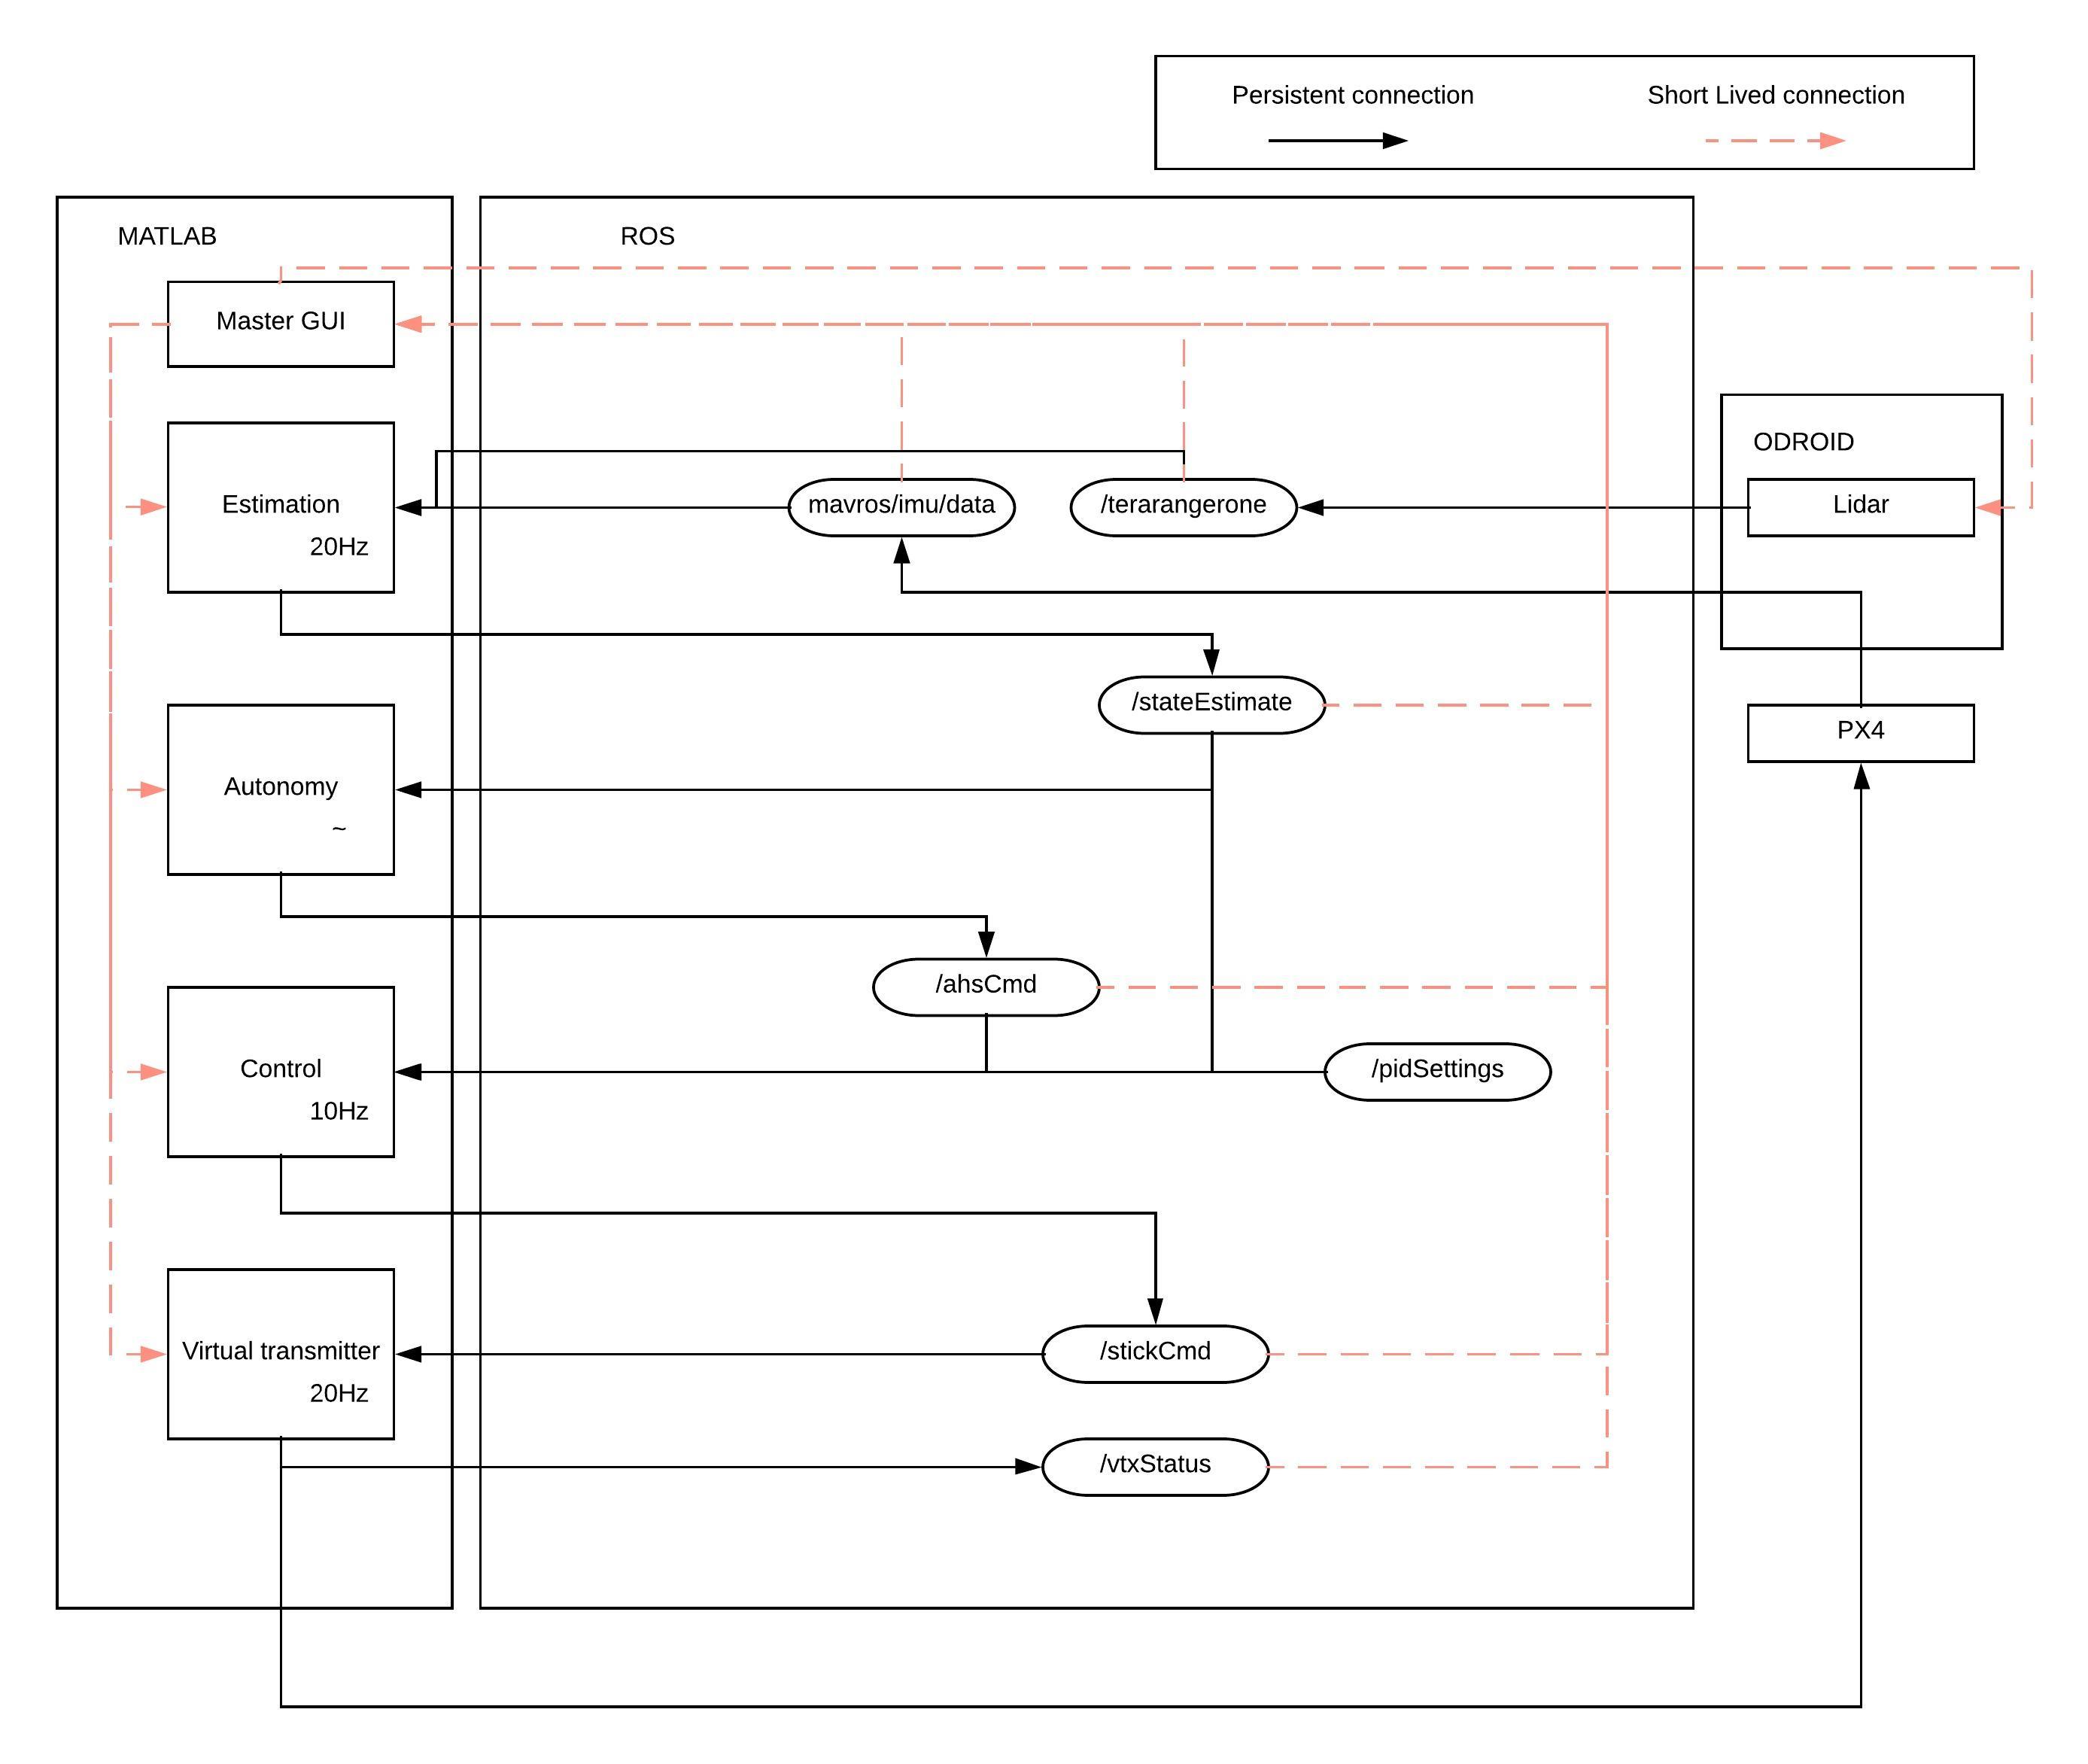 Persistent connection
Short Lived connection
MATLAB
ROS
Master GUI
ODROID
Estimation
20Hz
mavros/imu/data
/terarangerone
Lidar
/stateEstimate
PX4
Autonomy
~
/ahsCmd
Control
10Hz
/pidSettings
Virtual transmitter
20Hz
/stickCmd
/vtxStatus